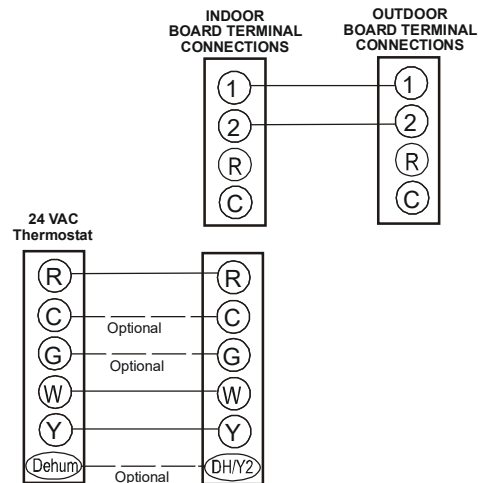 INDOOR
BOARD TERMINAL
CONNECTIONS
OUTDOOR
BOARD TERMINAL
CONNECTIONS
1 1
2 2
R R
C C
24 VAC
Thermostat
R R
C Optional C
G Optional G
W W
Y Y
Dehum Optional DH/Y2